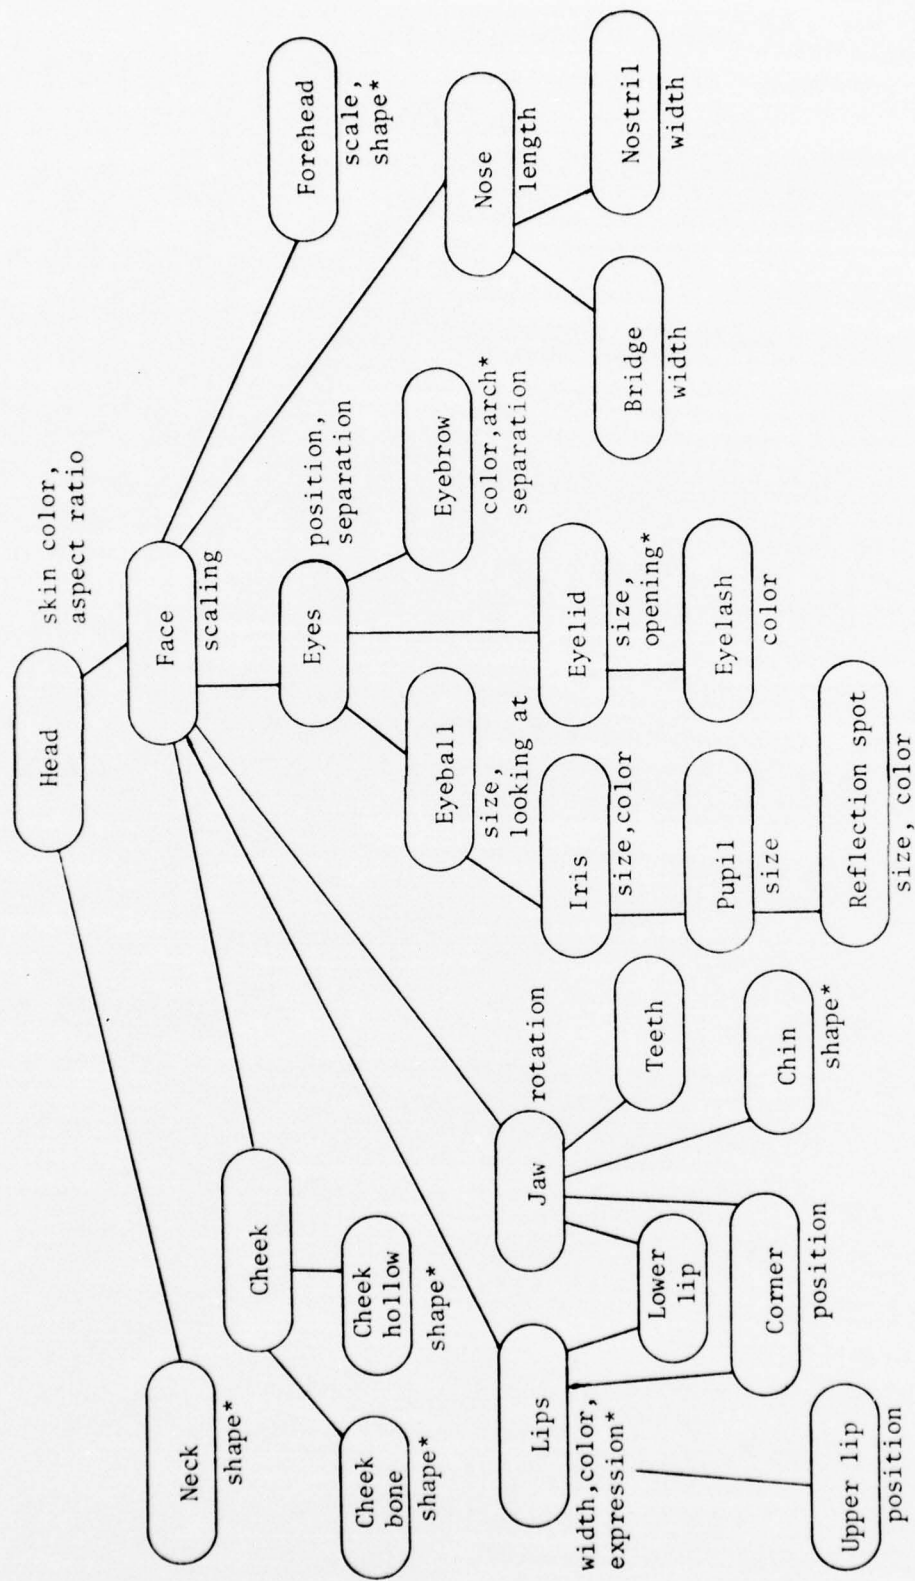 Head
skin color,
aspect ratio
Neck
shape*
Face
scaling
Cheek
Cheek
bone
shape*
Cheek
hollow
shape*
Lips
width,color,
expression*
Upper lip
position
Lower
lip
Corner
position
Jaw
rotation
Teeth
Chin
shape*
Eyes
position,
separation
Eyeball
size,
looking at
Iris
size,color
Pupil
size
Reflection spot
size, color
Eyelid
size,
opening*
Eyelash
color
Eyebrow
color,arch*
separation
Forehead
scale,
shape*
Nose
length
Bridge
width
Nostril
width